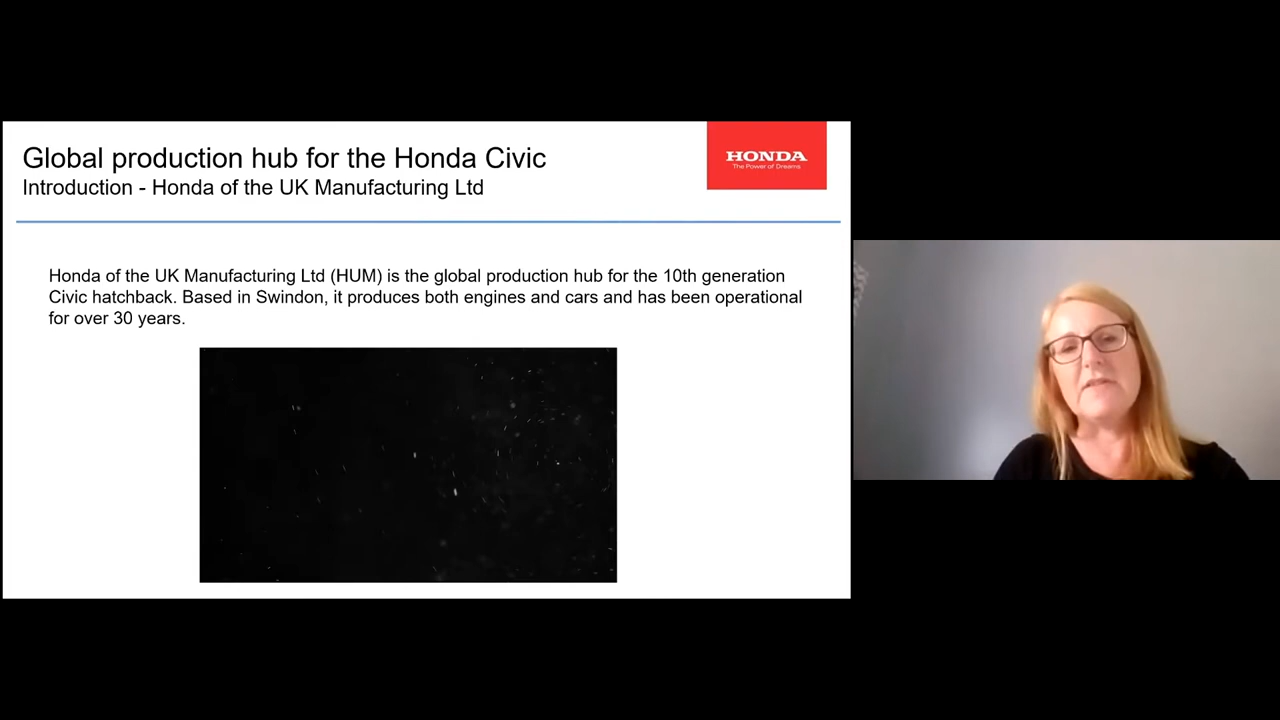 Global production hub for the Honda Civic
Introduction - Honda of the UK Manufacturing Ltd
HONDA
The Power of Dreams
Honda of the UK Manufacturing Ltd (HUM) is the global production hub for the 10th generation
Civic hatchback. Based in Swindon, it produces both engines and cars and has been operational
for over 30 years.